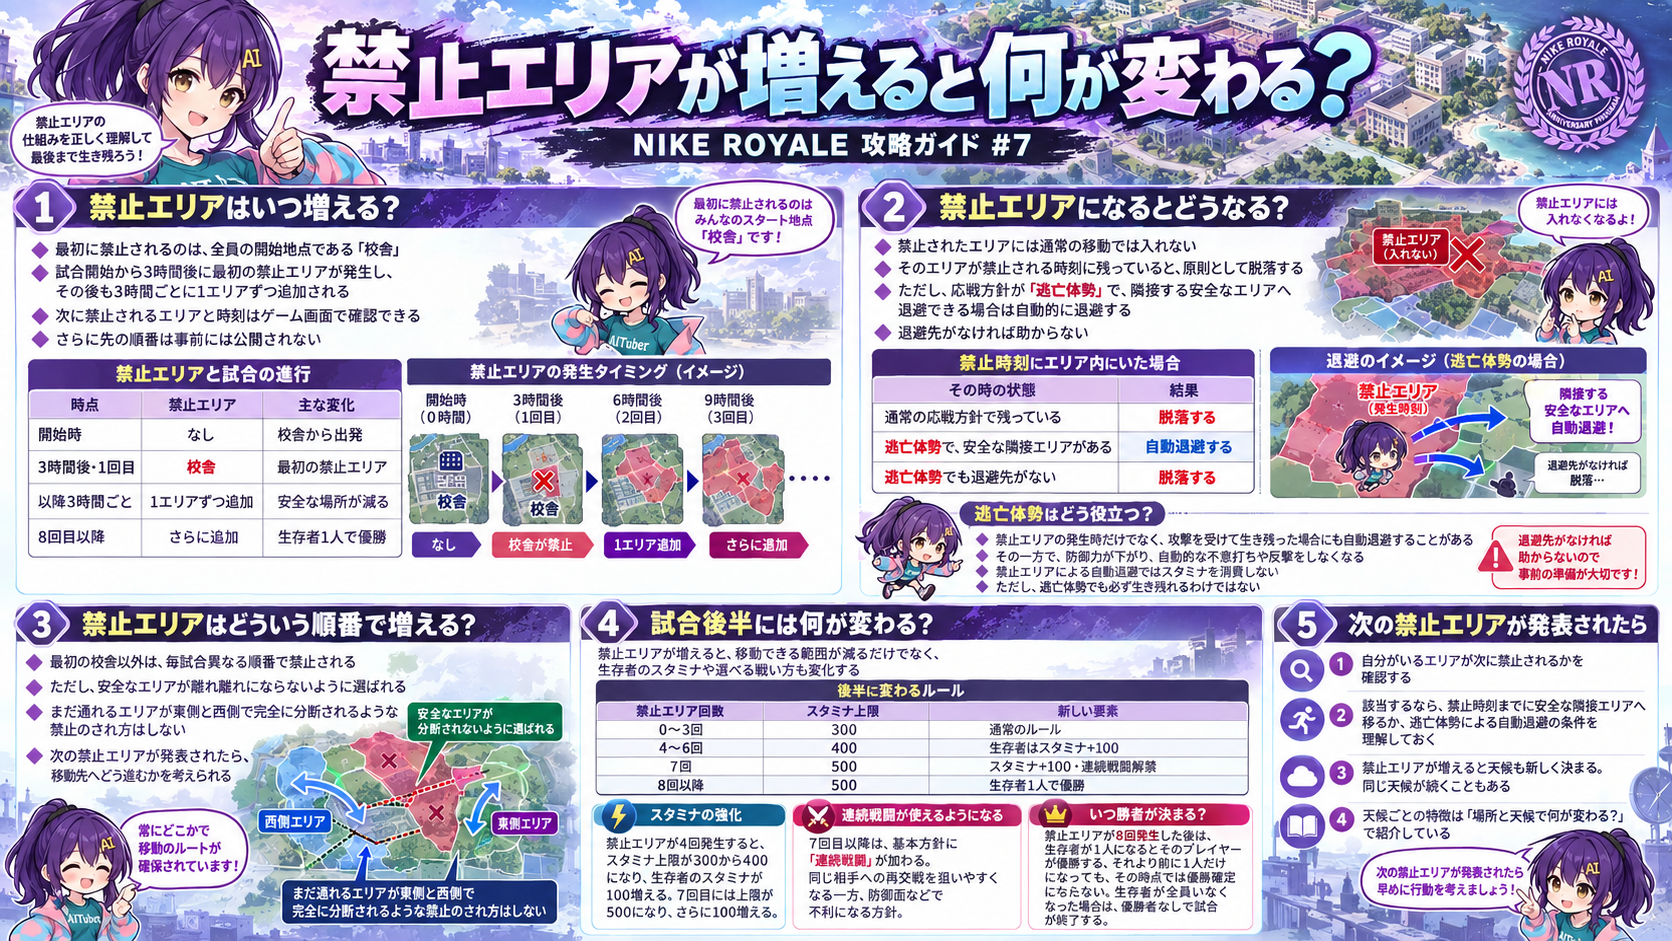 禁止エリアが増えると何が変わる?
NIKE ROYALE 攻略ガイド #7
AI
禁止エリアの
仕組みを正しく理解して
最後まで生き残ろう!
NIKE ROYALE
NR
ANNIVERSARY PROGRAM
1 禁止エリアはいつ増える?
最初に禁止されるのは、全員の開始地点である「校舎」
試合開始から3時間後に最初の禁止エリアが発生し、
その後も3時間ごとに1エリアずつ追加される
次に禁止されるエリアと時刻はゲーム画面で確認できる
さらに先の順番は事前には公開されない
最初に禁止されるのは
みんなのスタート地点
「校舎」です!
AI
AITuber
禁止エリアと試合の進行
時点 禁止エリア 主な変化
開始時 なし 校舎から出発
3時間後・1回目 校舎 最初の禁止エリア
以降3時間ごと 1エリアずつ追加 安全な場所が減る
8回目以降 さらに追加 生存者1人で優勝
禁止エリアの発生タイミング(イメージ)
開始時
(0時間)
3時間後
(1回目)
6時間後
(2回目)
9時間後
(3回目)
校舎
校舎
なし
校舎が禁止
1エリア追加
さらに追加
2 禁止エリアになるとどうなる?
禁止されたエリアには通常の移動では入れない
そのエリアが禁止される時刻に残っていると、原則として脱落する
ただし、応戦方針が「逃亡体勢」で、隣接する安全なエリアへ
退避できる場合は自動的に退避する
退避先がなければ助からない
禁止エリア
(入れない)
禁止エリアには
入れなくなるよ!
AI
禁止時刻にエリア内にいた場合
その時の状態 結果
通常の応戦方針で残っている 脱落する
逃亡体勢で、安全な隣接エリアがある 自動退避する
逃亡体勢でも退避先がない 脱落する
退避のイメージ(逃亡体勢の場合)
禁止エリア
(発生時刻)
隣接する
安全なエリアへ
自動退避!
退避先がなければ
脱落…
逃亡体勢はどう役立つ?
禁止エリアの発生時だけでなく、攻撃を受けて生き残った場合にも自動退避することがある
その一方で、防御力が下がり、自動的な不意打ちや反撃をしなくなる
禁止エリアによる自動退避ではスタミナを消費しない
ただし、逃亡体勢でも必ず生き残れるわけではない
退避先がなければ
助からないので
事前の準備が大切です!
3 禁止エリアはどういう順番で増える?
最初の校舎以外は、毎試合異なる順番で禁止される
ただし、安全なエリアが離れ離れにならないように選ばれる
まだ通れるエリアが東側と西側で完全に分断されるような
禁止のされ方はしない
次の禁止エリアが発表されたら、
移動先へどう進むかを考えられる
安全なエリアが
分断されないように選ばれる
西側エリア
東側エリア
まだ通れるエリアが東側と西側で
完全に分断されるような禁止のされ方はしない
常にどこかで
移動のルートが
確保されています!
AI
AITuber
4 試合後半には何が変わる?
禁止エリアが増えると、移動できる範囲が減るだけでなく、
生存者のスタミナや選べる戦い方も変化する
後半に変わるルール
禁止エリア回数 スタミナ上限 新しい要素
0〜3回 300 通常のルール
4〜6回 400 生存者はスタミナ+100
7回 500 スタミナ+100・連続戦闘解禁
8回以降 500 生存者1人で優勝
スタミナの強化
禁止エリアが4回発生すると、
スタミナ上限が300から400
になり、生存者のスタミナが
100増える。7回目には上限が
500になり、さらに100増える。
連続戦闘が使えるようになる
7回目以降は、基本方針に
「連続戦闘」が加わる。
同じ相手への再交戦を狙いやすく
なる一方、防御面などで
不利になる方針。
いつ勝者が決まる?
禁止エリアが8回発生した後は、
生存者が1人になるとそのプレイヤー
が優勝する、それより前に1人だけ
になっても、その時点では優勝確定
にならない。生存者が全員いなく
なった場合は、優勝者なしで試合
が終了する。
5 次の禁止エリアが発表されたら
1 自分がいるエリアが次に禁止されるかを
確認する
2 該当するなら、禁止時刻までに安全な隣接エリアへ
移るか、逃亡体勢による自動退避の条件を
理解しておく
3 禁止エリアが増えると天候も新しく決まる。
同じ天候が続くこともある
4 天候ごとの特徴は「場所と天候で何が変わる?」
で紹介している
次の禁止エリアが発表されたら
早めに行動を考えましょう!
AI